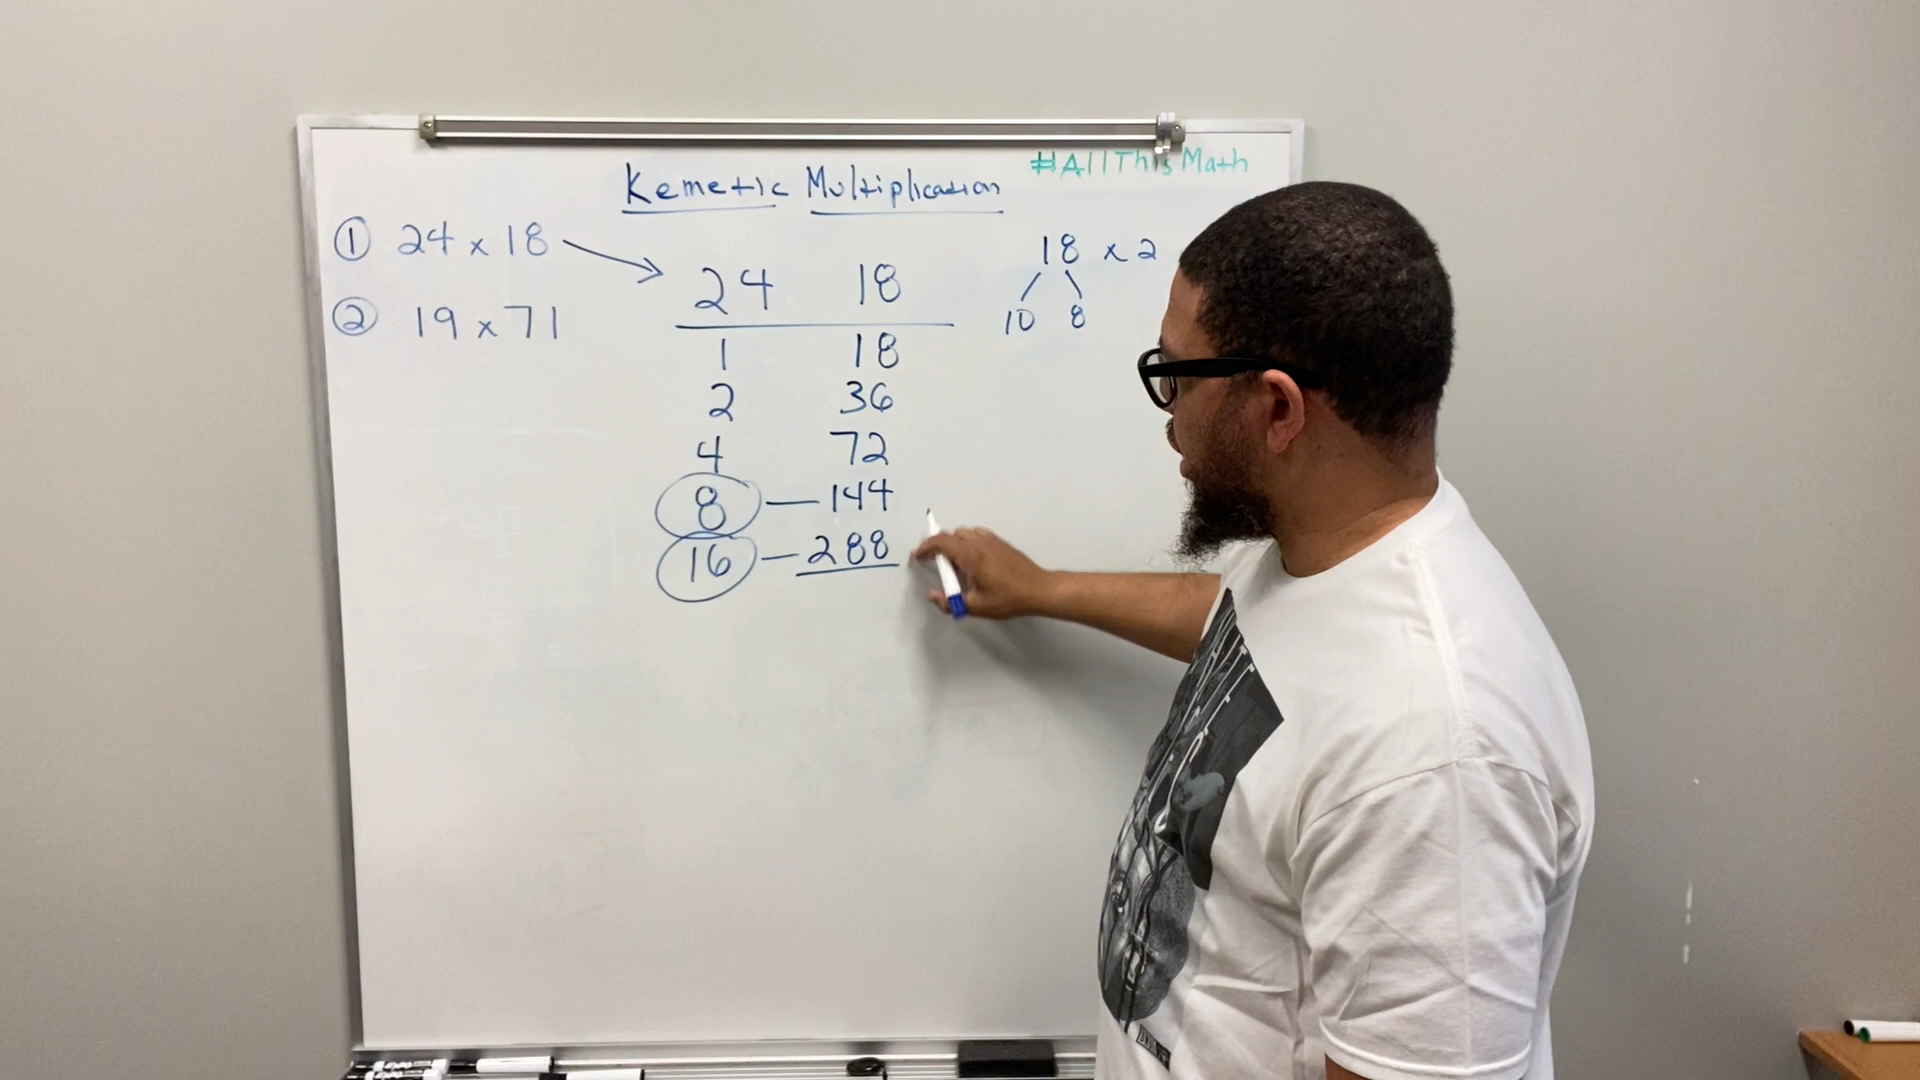 Kemetic Multiplication
#AllThisMath
① 24 x 18
② 19 x 71
24 18
1 18
2 36
4 72
8 — 144
16 — 288
18 x 2
10 8